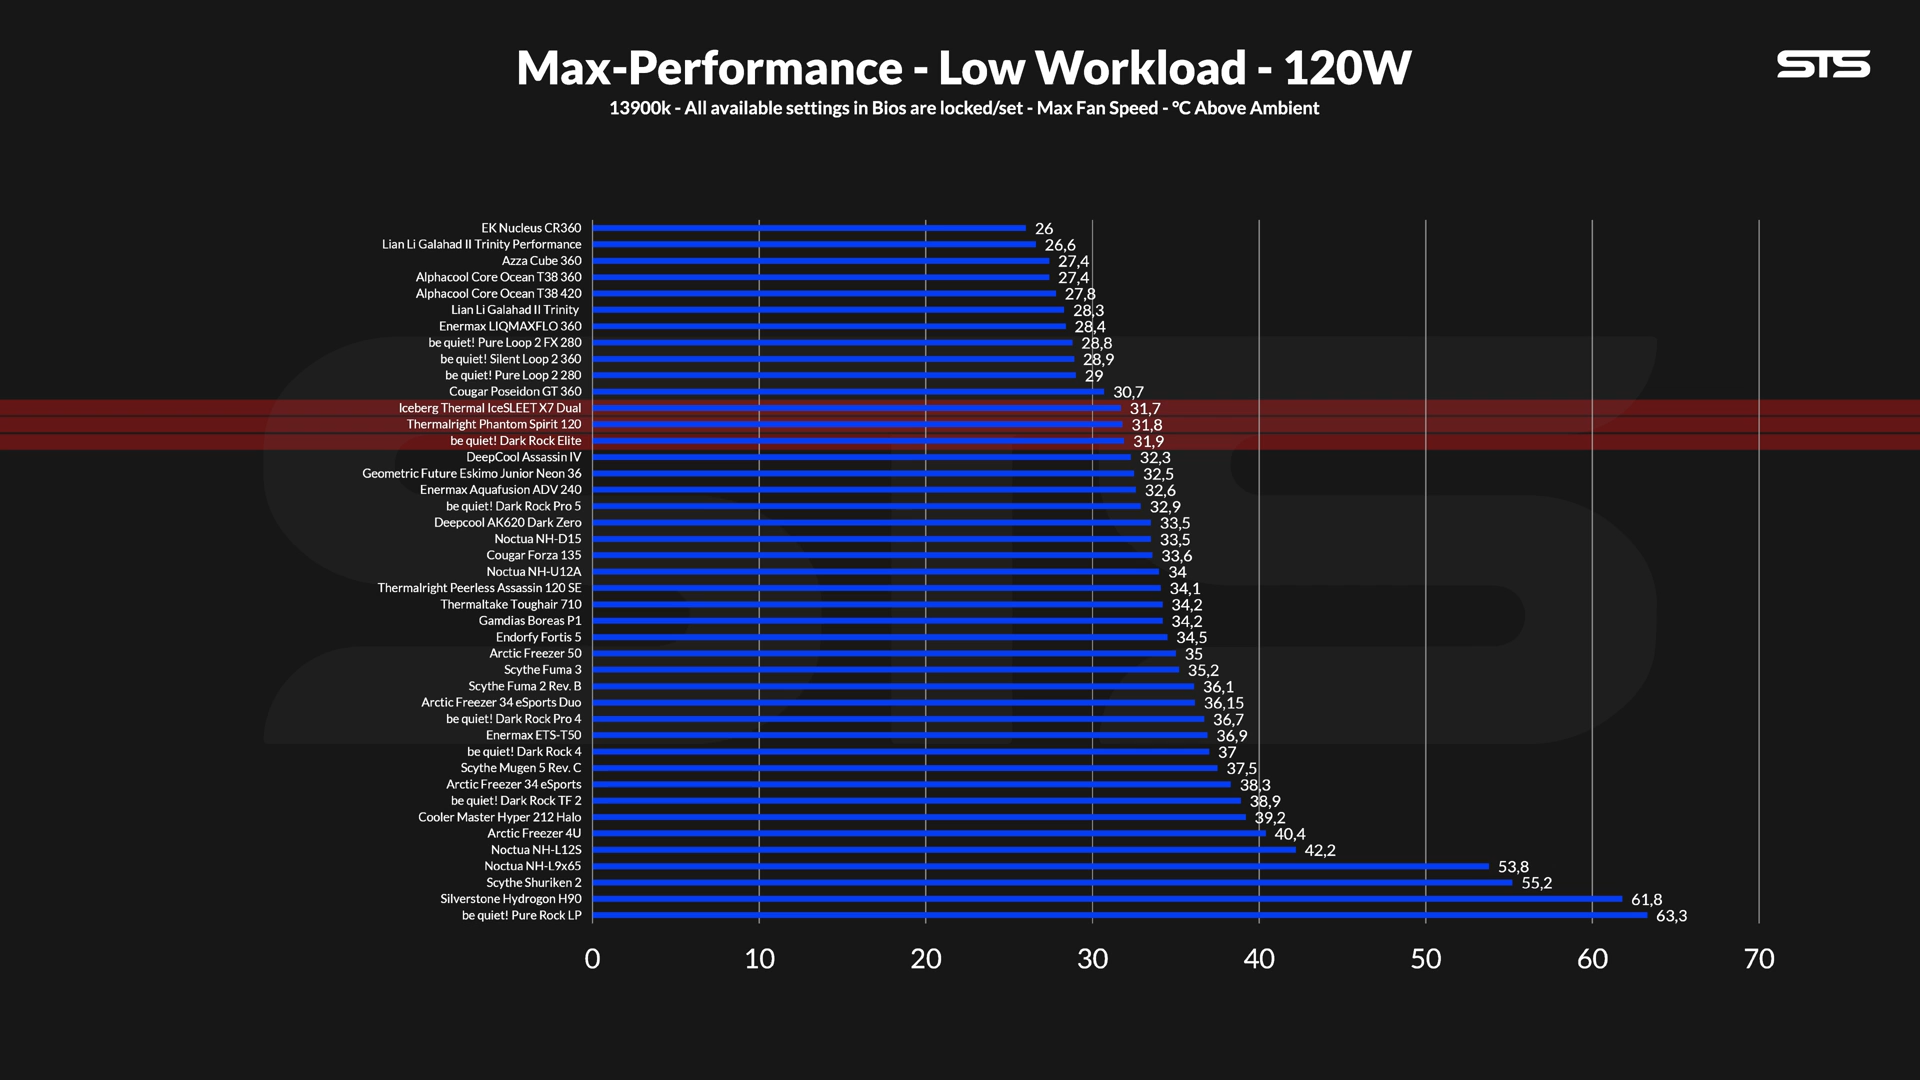 Max-Performance - Low Workload - 120W
STS
13900k - All available settings in Bios are locked/set - Max Fan Speed - °C Above Ambient
EK Nucleus CR360 26
Lian Li Galahad II Trinity Performance 26,6
Azza Cube 360 27,4
Alphacool Core Ocean T38 360 27,4
Alphacool Core Ocean T38 420 27,8
Lian Li Galahad II Trinity 28,3
Enermax LIQMAXFLO 360 28,4
be quiet! Pure Loop 2 FX 280 28,8
be quiet! Silent Loop 2 360 28,9
be quiet! Pure Loop 2 280 29
Cougar Poseidon GT 360 30,7
Iceberg Thermal IceSLEET X7 Dual 31,7
Thermalright Phantom Spirit 120 31,8
be quiet! Dark Rock Elite 31,9
DeepCool Assassin IV 32,3
Geometric Future Eskimo Junior Neon 36 32,5
Enermax Aquafusion ADV 240 32,6
be quiet! Dark Rock Pro 5 32,9
Deepcool AK620 Dark Zero 33,5
Noctua NH-D15 33,5
Cougar Forza 135 33,6
Noctua NH-U12A 34
Thermalright Peerless Assassin 120 SE 34,1
Thermaltake Toughair 710 34,2
Gamdias Boreas P1 34,2
Endorfy Fortis 5 34,5
Arctic Freezer 50 35
Scythe Fuma 3 35,2
Scythe Fuma 2 Rev. B 36,1
Arctic Freezer 34 eSports Duo 36,15
be quiet! Dark Rock Pro 4 36,7
Enermax ETS-T50 36,9
be quiet! Dark Rock 4 37
Scythe Mugen 5 Rev. C 37,5
Arctic Freezer 34 eSports 38,3
be quiet! Dark Rock TF 2 38,9
Cooler Master Hyper 212 Halo 39,2
Arctic Freezer 4U 40,4
Noctua NH-L12S 42,2
Noctua NH-L9x65 53,8
Scythe Shuriken 2 55,2
Silverstone Hydrogon H90 61,8
be quiet! Pure Rock LP 63,3
0 10 20 30 40 50 60 70